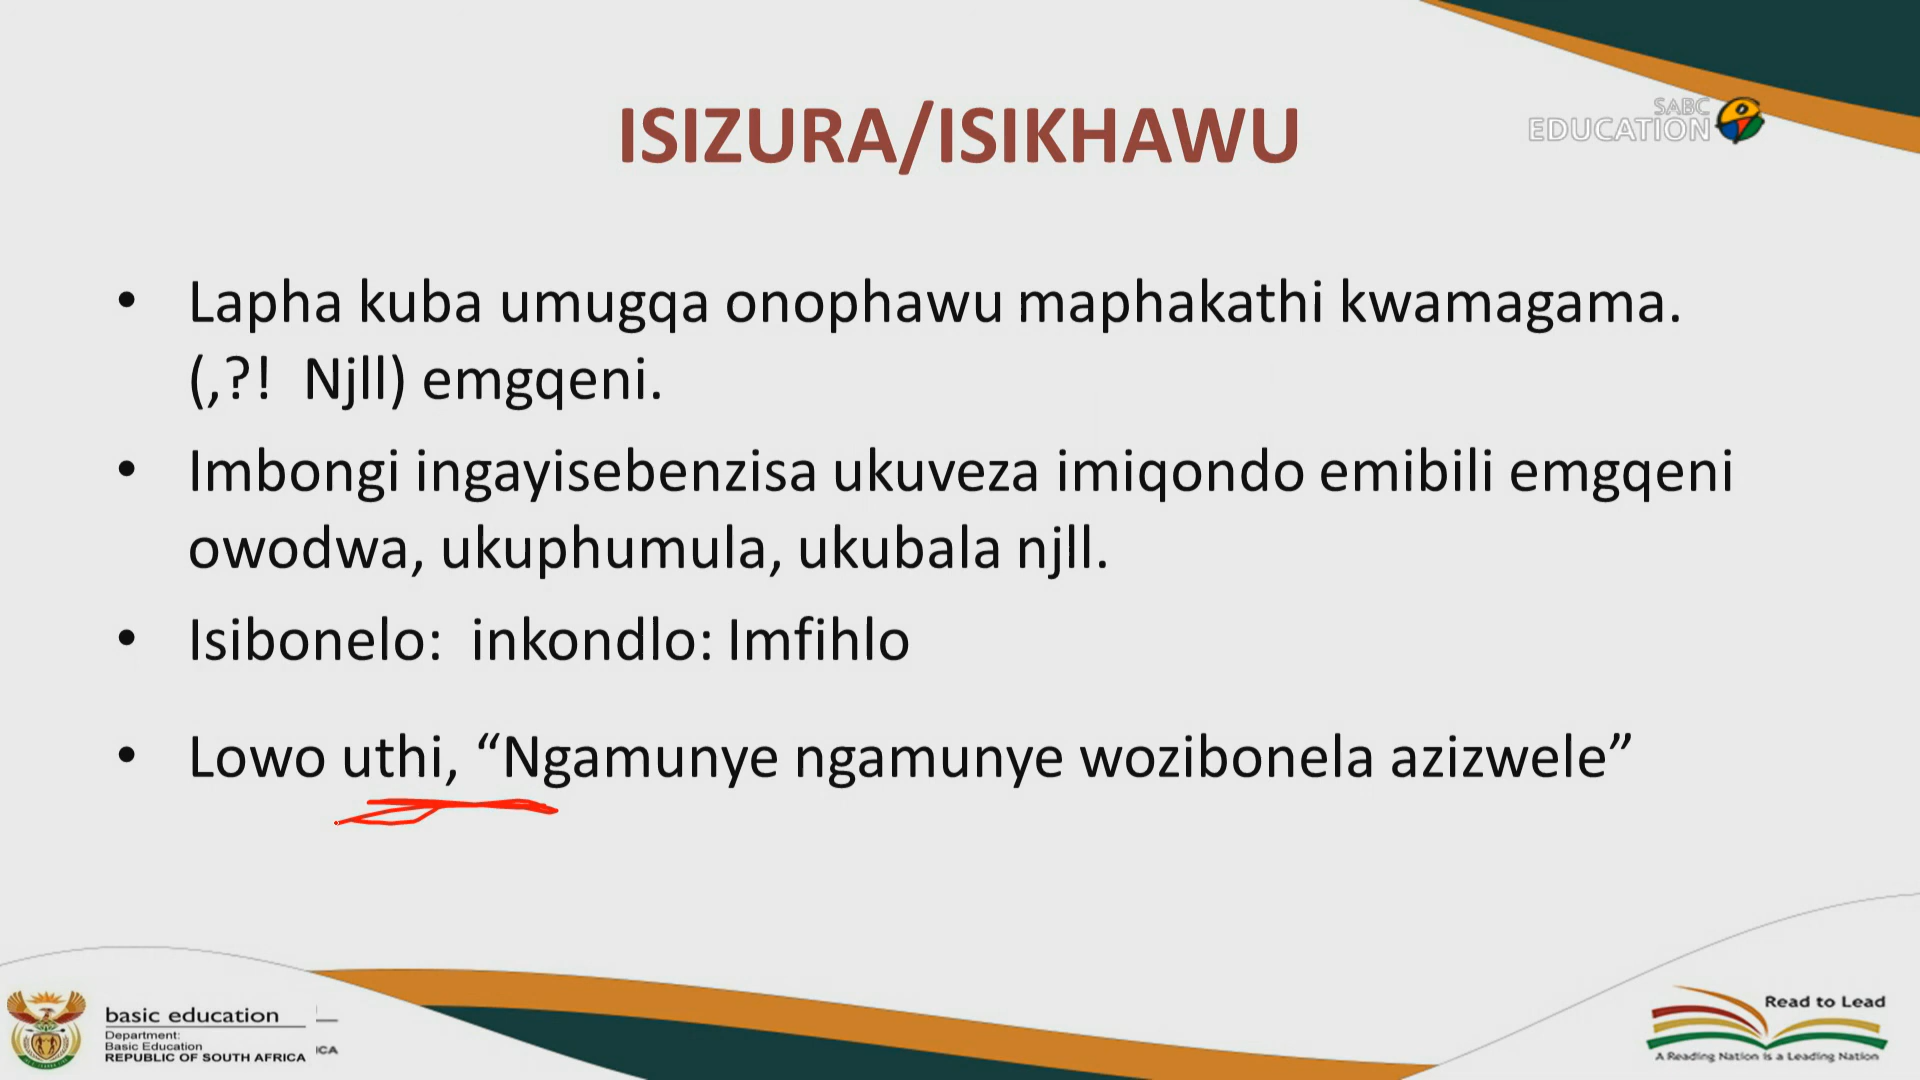 SABC
EDUCATION
ISIZURA/ISIKHAWU
• Lapha kuba umugqa onophawu maphakathi kwamagama.
(,?!  Njll) emgqeni.
• Imbongi ingayisebenzisa ukuveza imiqondo emibili emgqeni
owodwa, ukuphumula, ukubala njll.
• Isibonelo:  inkondlo: Imfihlo
• Lowo uthi, “Ngamunye ngamunye wozibonela azizwele”
basic education
Department:
Basic Education
REPUBLIC OF SOUTH AFRICA
ICA
Read to Lead
A Reading Nation is a Leading Nation